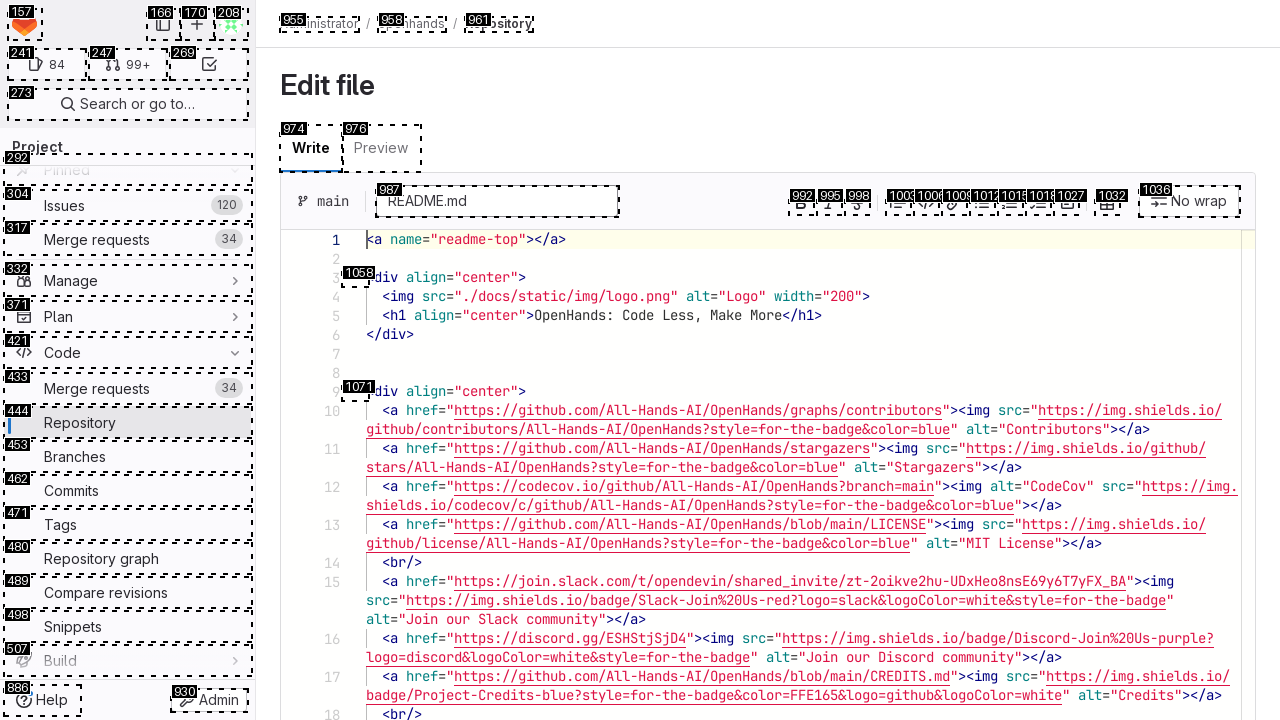 157
166
170
208
241
84
247
99+
269
273
Search or go to…
Project
292
Pinned
304
Issues
120
317
Merge requests
34
332
Manage
371
Plan
421
Code
433
Merge requests
34
444
Repository
453
Branches
462
Commits
471
Tags
480
Repository graph
489
Compare revisions
498
Snippets
507
Build
886
Help
930
Admin
955
Administrator
/
958
openhands
/
961
Repository
Edit file
974
Write
976
Preview
main
987
README.md
992
995
998
1003
1006
1009
1012
1015
1018
1027
1032
1036
No wrap
1 <a name="readme-top"></a>
2
1058
3 div align="center">
4 <img src="./docs/static/img/logo.png" alt="Logo" width="200">
5 <h1 align="center">OpenHands: Code Less, Make More</h1>
6 </div>
7
8
1071
9 div align="center">
10 <a href="https://github.com/All-Hands-AI/OpenHands/graphs/contributors"><img src="https://img.shields.io/
github/contributors/All-Hands-AI/OpenHands?style=for-the-badge&color=blue" alt="Contributors"></a>
11 <a href="https://github.com/All-Hands-AI/OpenHands/stargazers"><img src="https://img.shields.io/github/
stars/All-Hands-AI/OpenHands?style=for-the-badge&color=blue" alt="Stargazers"></a>
12 <a href="https://codecov.io/github/All-Hands-AI/OpenHands?branch=main"><img alt="CodeCov" src="https://img.
shields.io/codecov/c/github/All-Hands-AI/OpenHands?style=for-the-badge&color=blue"></a>
13 <a href="https://github.com/All-Hands-AI/OpenHands/blob/main/LICENSE"><img src="https://img.shields.io/
github/license/All-Hands-AI/OpenHands?style=for-the-badge&color=blue" alt="MIT License"></a>
14 <br/>
15 <a href="https://join.slack.com/t/opendevin/shared_invite/zt-2oikve2hu-UDxHeo8nsE69y6T7yFX_BA"><img
src="https://img.shields.io/badge/Slack-Join%20Us-red?logo=slack&logoColor=white&style=for-the-badge"
alt="Join our Slack community"></a>
16 <a href="https://discord.gg/ESHStjSjD4"><img src="https://img.shields.io/badge/Discord-Join%20Us-purple?
logo=discord&logoColor=white&style=for-the-badge" alt="Join our Discord community"></a>
17 <a href="https://github.com/All-Hands-AI/OpenHands/blob/main/CREDITS.md"><img src="https://img.shields.io/
badge/Project-Credits-blue?style=for-the-badge&color=FFE165&logo=github&logoColor=white" alt="Credits"></a>
18 <br/>